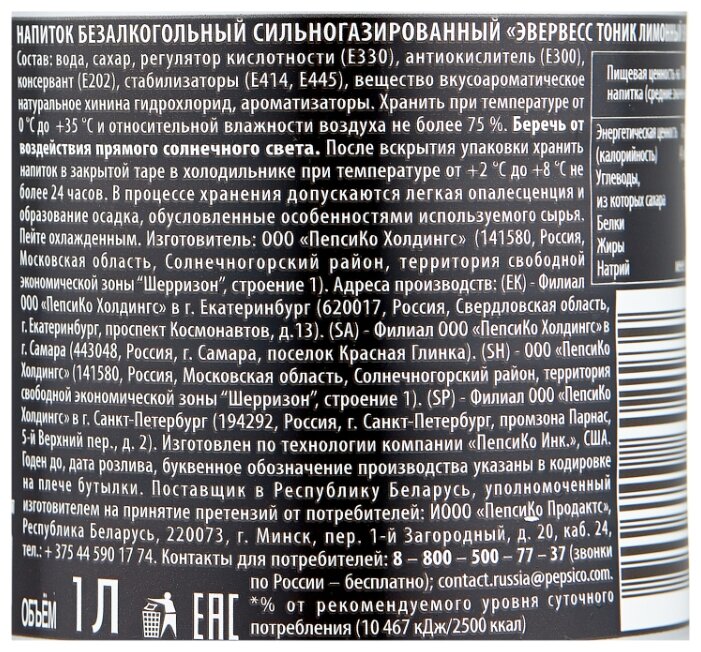 НАПИТОК БЕЗАЛКОГОЛЬНЫЙ СИЛЬНОГАЗИРОВАННЫЙ «ЭВЕРВЕСС ТОНИК ЛИМОННЫЙ
Состав: вода, сахар, регулятор кислотности (Е330), антиокислитель (Е300),
консервант (Е202), стабилизаторы (Е414, Е445), вещество вкусоароматическое
натуральное хинина гидрохлорид, ароматизаторы. Хранить при температуре от
0 °С до +35 °С и относительной влажности воздуха не более 75 %. Беречь от
воздействия прямого солнечного света. После вскрытия упаковки хранить
напиток в закрытой таре в холодильнике при температуре от +2 °С до +8 °С не
более 24 часов. В процессе хранения допускаются легкая опалесценция и
образование осадка, обусловленные особенностями используемого сырья.
Пейте охлажденным. Изготовитель: ООО «ПепсиКо Холдингс» (141580, Россия,
Московская область, Солнечногорский район, территория свободной
экономической зоны "Шерризон", строение 1). Адреса производств: (ЕК) - Филиал
ООО «ПепсиКо Холдингс» в г. Екатеринбург (620017, Россия, Свердловская область,
г. Екатеринбург, проспект Космонавтов, д.13). (SA) - Филиал ООО «ПепсиКо Холдингс» в
г. Самара (443048, Россия, г. Самара, поселок Красная Глинка). (SH) - ООО «ПепсиКо
Холдингс» (141580, Россия, Московская область, Солнечногорский район, территория
свободной экономической зоны "Шерризон", строение 1). (SP) - Филиал ООО «ПепсиКо
Холдингс» в г. Санкт-Петербург (194292, Россия, г. Санкт-Петербург, промзона Парнас,
5-й Верхний пер., д. 2). Изготовлен по технологии компании «ПепсиКо Инк.», США.
Годен до, дата розлива, буквенное обозначение производства указаны в кодировке
на плече бутылки. Поставщик в Республику Беларусь, уполномоченный
изготовителем на принятие претензий от потребителей: ИООО «ПепсиКо Продактс»,
Республика Беларусь, 220073, г. Минск, пер. 1-й Загородный, д. 20, каб. 24,
тел.: + 375 44 590 17 74. Контакты для потребителей: 8 – 800 – 500 – 77 – 37 (звонки
по России – бесплатно); contact.russia@pepsico.com.
*% от рекомендуемого уровня суточного
потребления (10 467 кДж/2500 ккал)
ОБЪЁМ 1 Л
ЕАС
Пищевая ценность
напитка (средние
Энергетическая ценность
(калорийность)
Углеводы,
из которых сахара
Белки
Жиры
Натрий